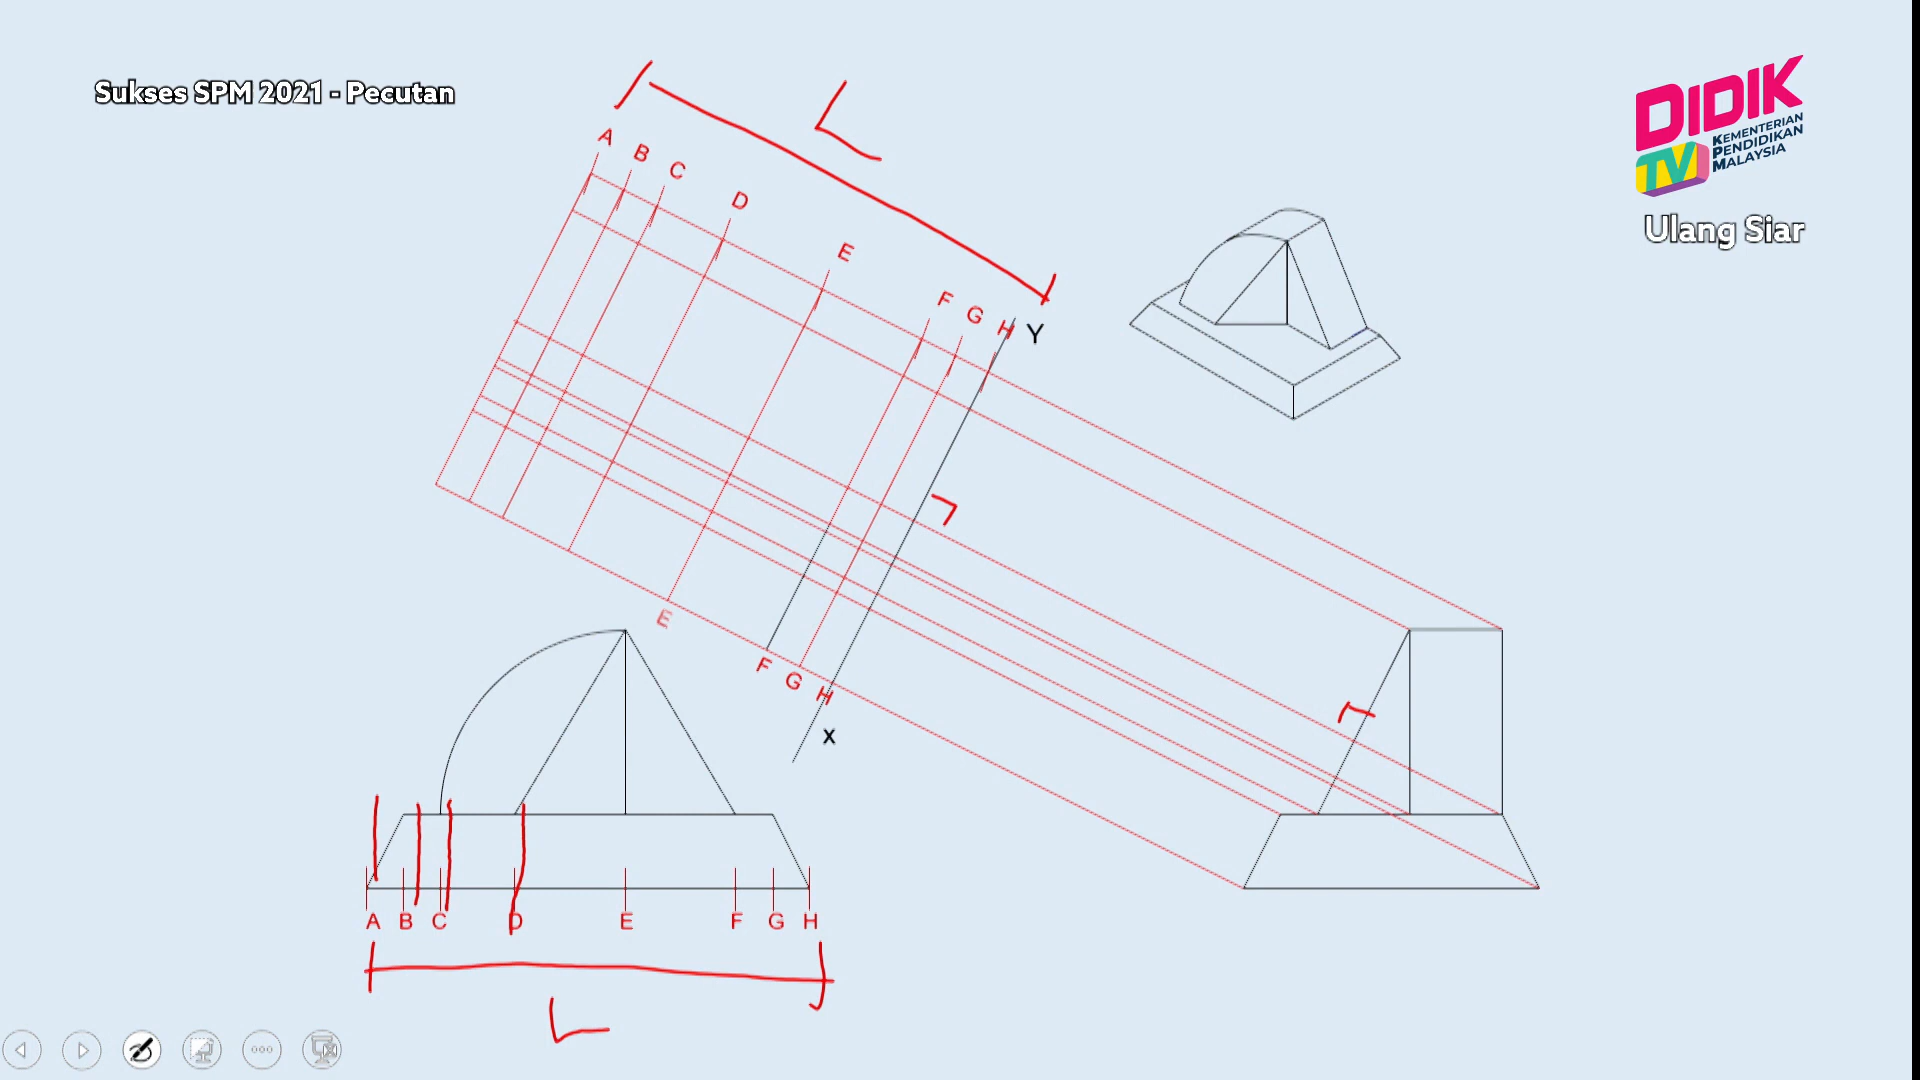 Sukses SPM 2021 - Pecutan
DIDIK
TV
KEMENTERIAN
PENDIDIKAN
MALAYSIA
Ulang Siar
L
A
B
C
D
E
F
G
H
Y
E
F
G
H
x
A B C D E F G H
L